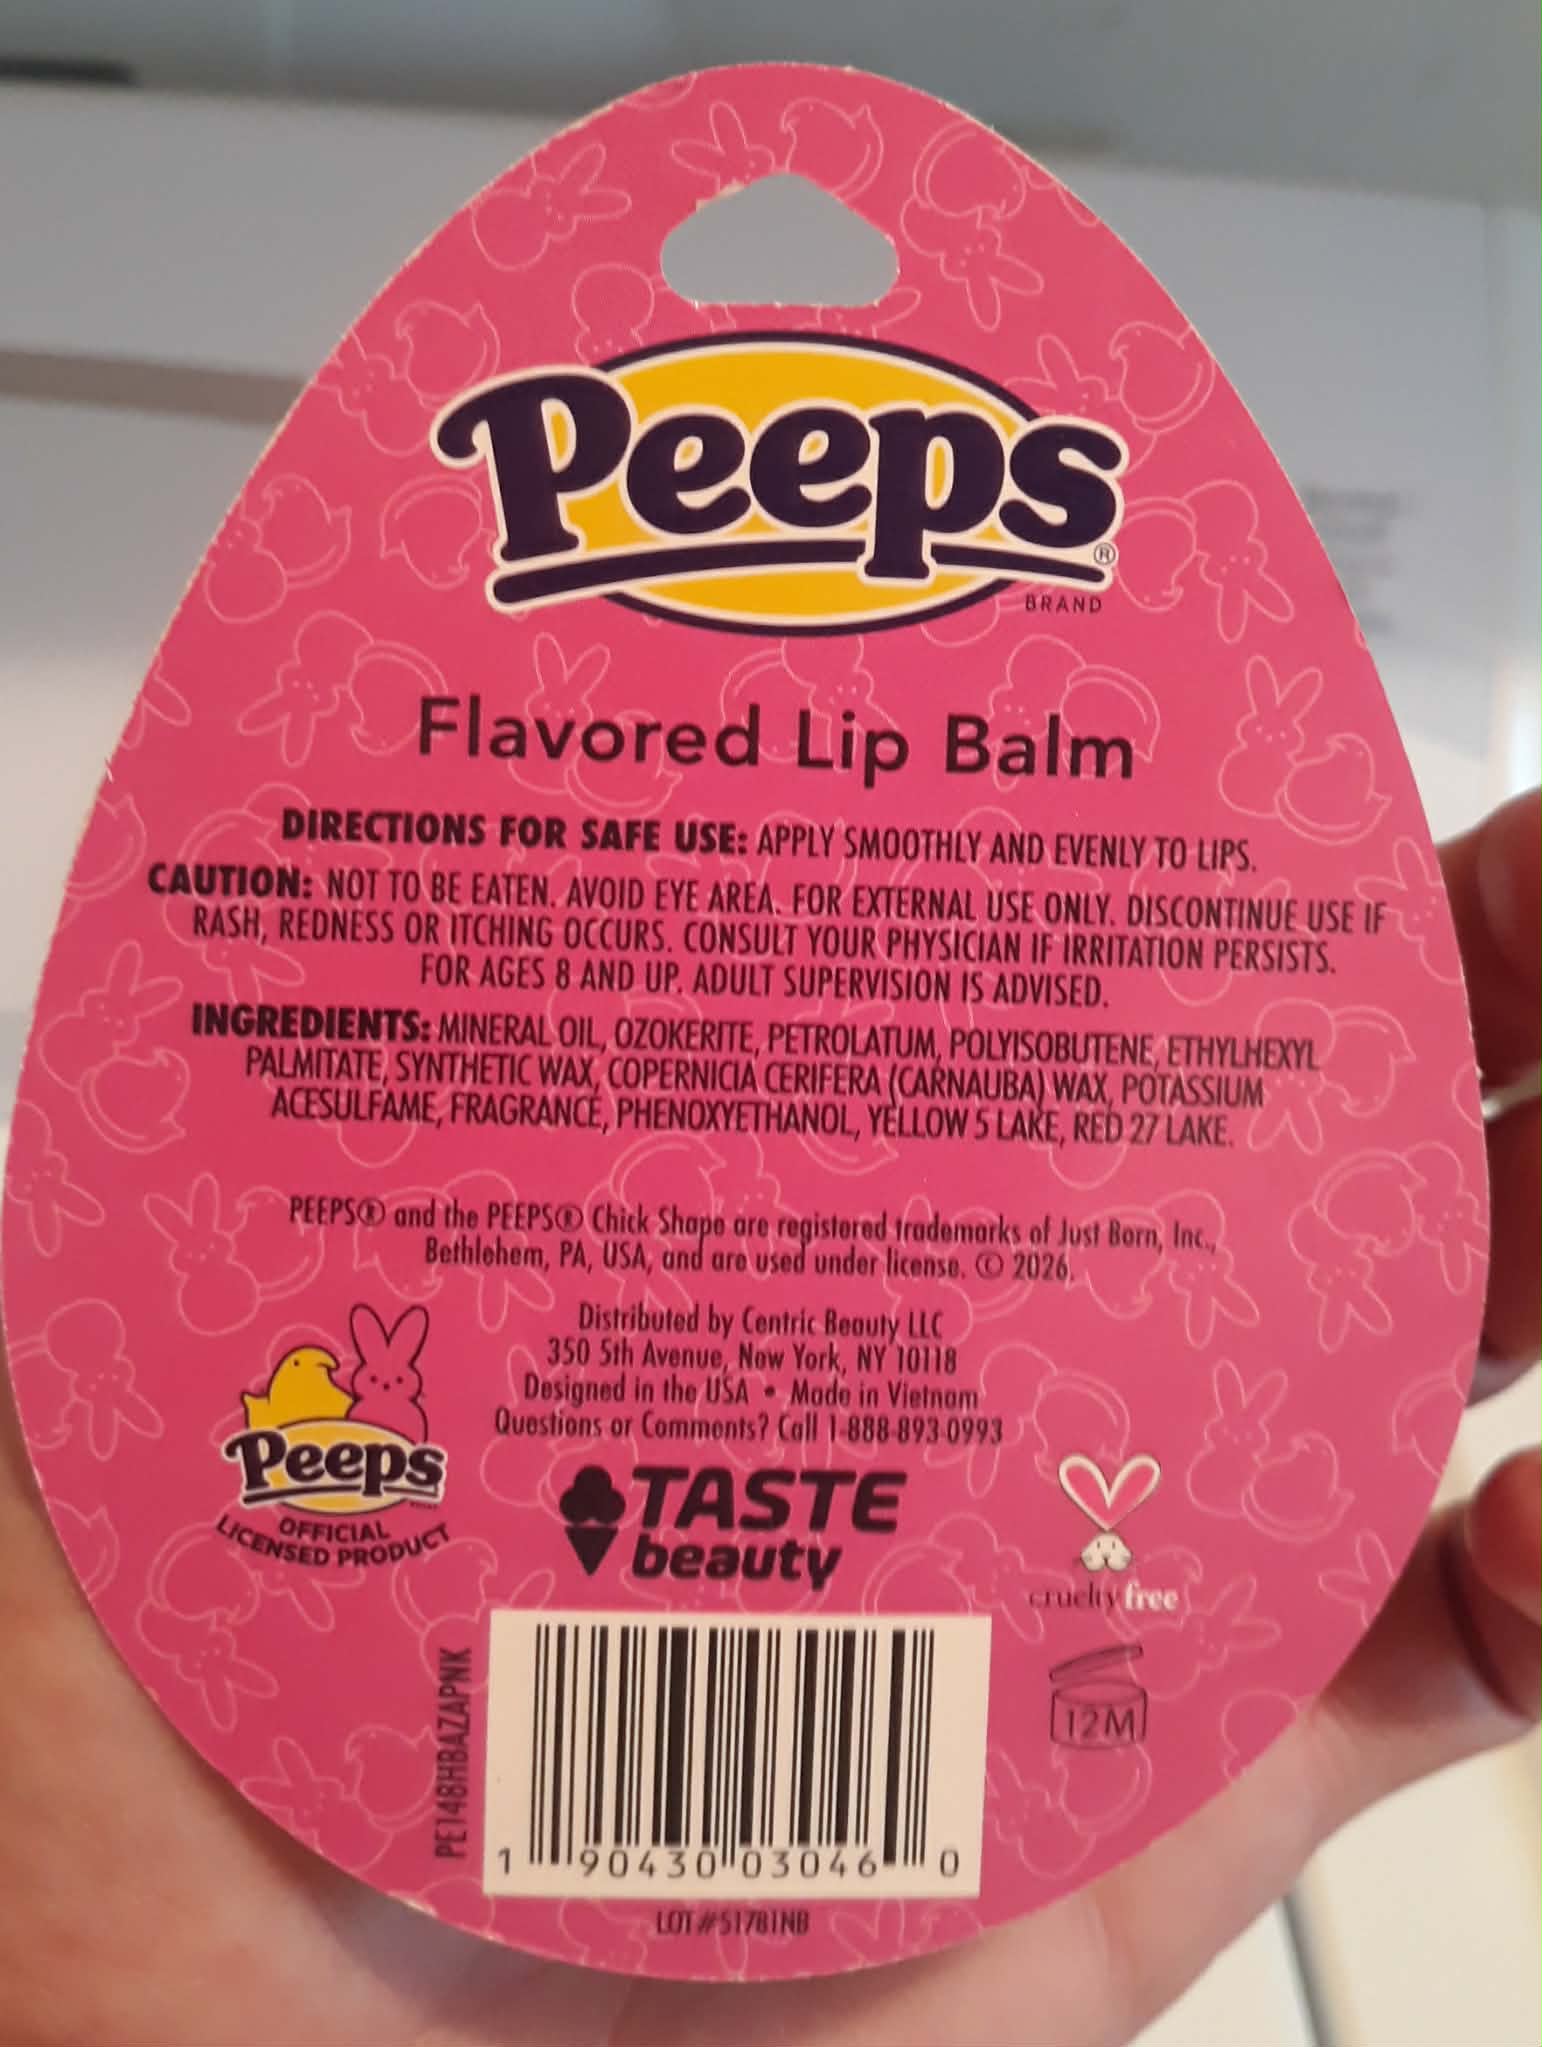 Peeps®
BRAND
Flavored Lip Balm
DIRECTIONS FOR SAFE USE: APPLY SMOOTHLY AND EVENLY TO LIPS.
CAUTION: NOT TO BE EATEN. AVOID EYE AREA. FOR EXTERNAL USE ONLY. DISCONTINUE USE IF
RASH, REDNESS OR ITCHING OCCURS. CONSULT YOUR PHYSICIAN IF IRRITATION PERSISTS.
FOR AGES 8 AND UP. ADULT SUPERVISION IS ADVISED.
INGREDIENTS: MINERAL OIL, OZOKERITE, PETROLATUM, POLYISOBUTENE, ETHYLHEXYL
PALMITATE, SYNTHETIC WAX, COPERNICIA CERIFERA (CARNAUBA) WAX, POTASSIUM
ACESULFAME, FRAGRANCE, PHENOXYETHANOL, YELLOW 5 LAKE, RED 27 LAKE.
PEEPS® and the PEEPS® Chick Shape are registered trademarks of Just Born, Inc.,
Bethlehem, PA, USA, and are used under license. © 2026.
Distributed by Centric Beauty LLC
350 5th Avenue, New York, NY 10118
Designed in the USA • Made in Vietnam
Questions or Comments? Call 1-888-893-0993
Peeps
OFFICIAL
LICENSED PRODUCT
TASTE
beauty
cruelty free
12M
PE148HBAZAPNK
1 90430 03046 0
LOT #51781NB